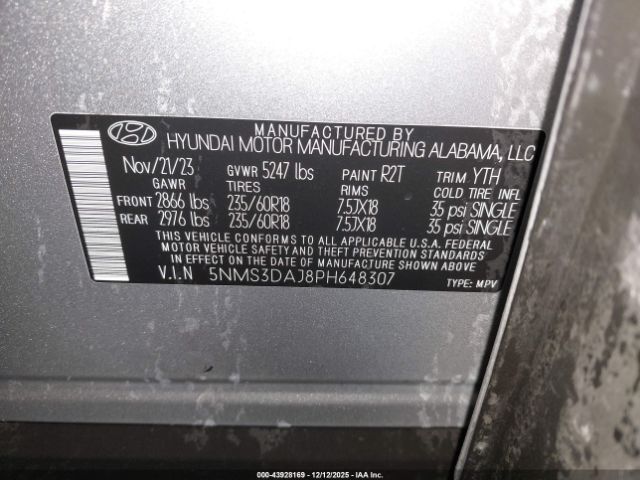 MANUFACTURED BY
HYUNDAI MOTOR MANUFACTURING ALABAMA, LLC
Nov/21/23 GVWR 5247 lbs PAINT R2T TRIM YTH
GAWR TIRES RIMS COLD TIRE INFL
FRONT 2866 lbs 235/60R18 7.5JX18 35 psi SINGLE
REAR 2976 lbs 235/60R18 7.5JX18 35 psi SINGLE
THIS VEHICLE CONFORMS TO ALL APPLICABLE U.S.A. FEDERAL
MOTOR VEHICLE SAFETY AND THEFT PREVENTION STANDARDS
IN EFFECT ON THE DATE OF MANUFACTURE SHOWN ABOVE.
V.I.N 5NMS3DAJ8PH648307 TYPE: MPV
000-43928169 - 12/12/2025 - IAA Inc.